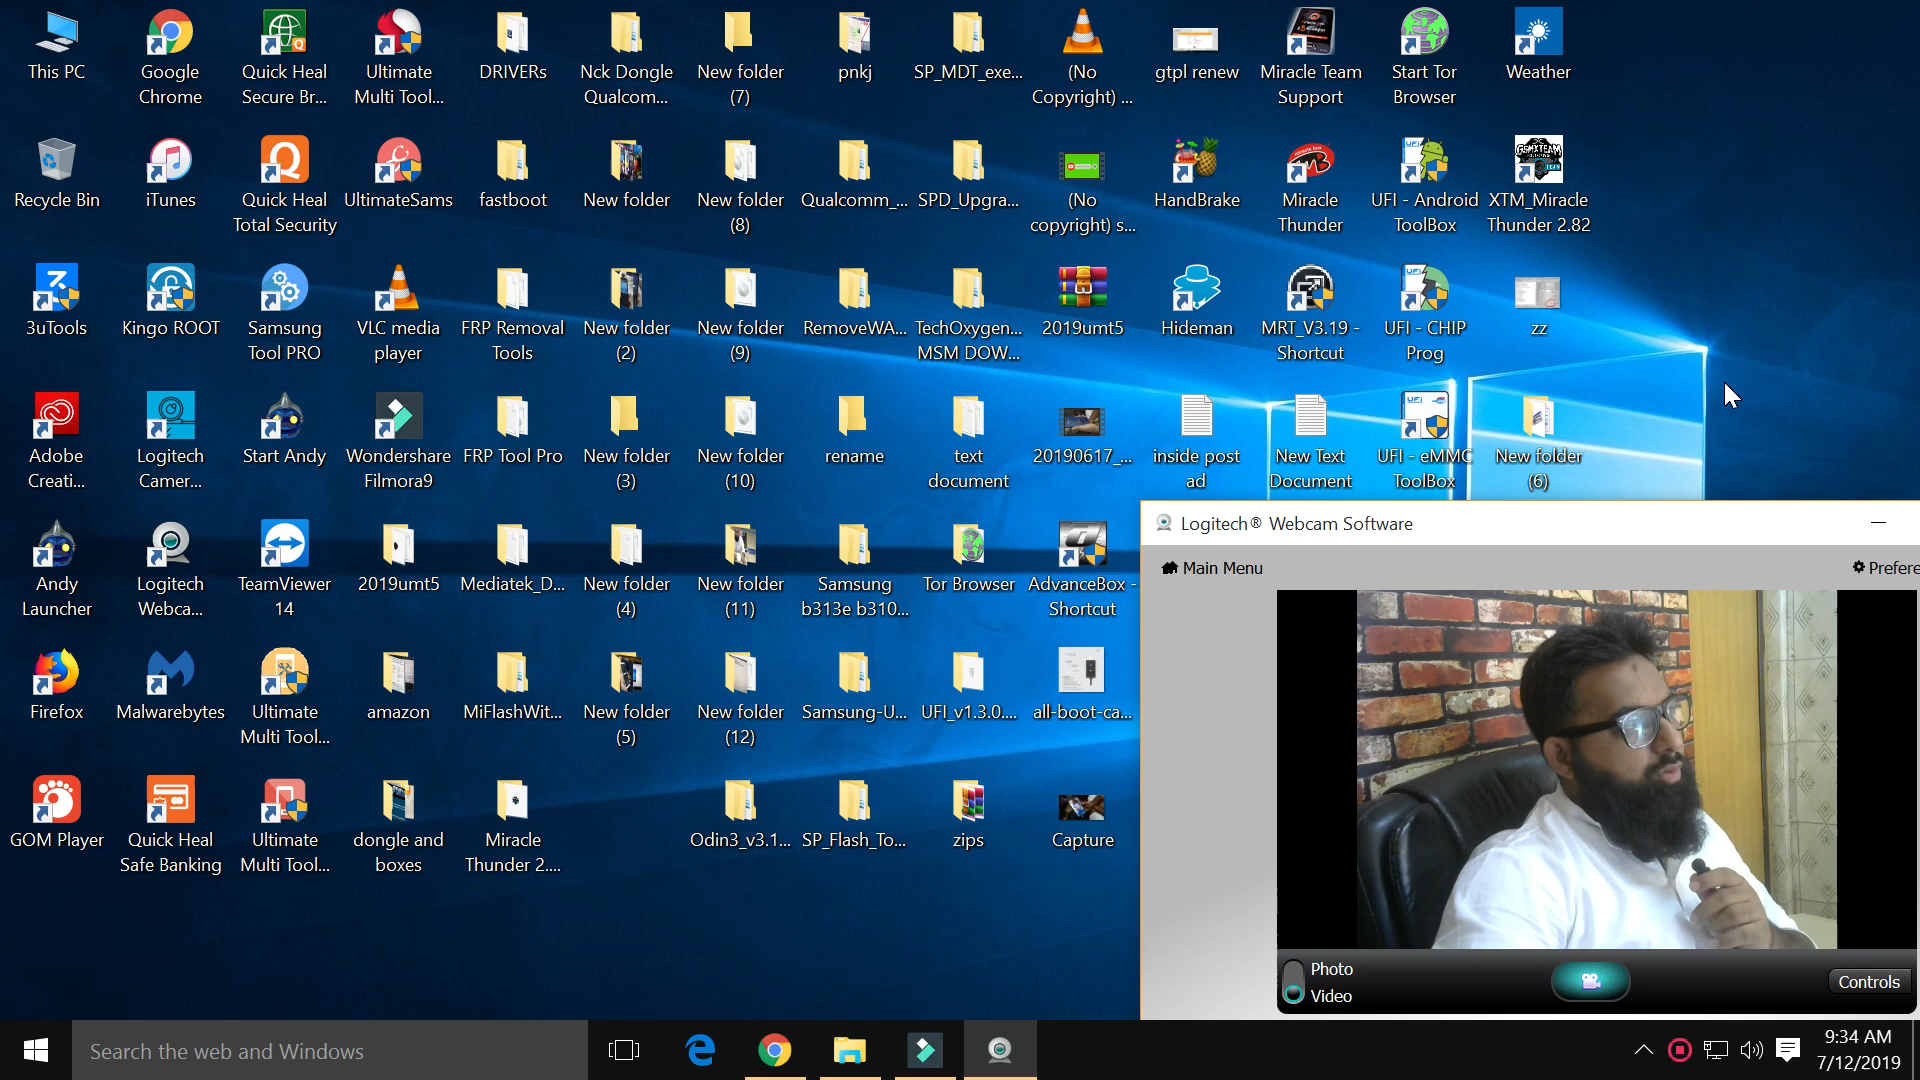 This PC
Google
Chrome
Quick Heal
Secure Br...
Ultimate
Multi Tool...
DRIVERs
Nck Dongle
Qualcom...
New folder
(7)
pnkj
SP_MDT_exe...
(No
Copyright) ...
gtpl renew
Miracle Team
Support
Start Tor
Browser
Weather
Recycle Bin
iTunes
Quick Heal
Total Security
UltimateSams
fastboot
New folder
New folder
(8)
Qualcomm_...
SPD_Upgra...
(No
copyright) s...
HandBrake
Miracle
Thunder
UFI - Android
ToolBox
XTM_Miracle
Thunder 2.82
3uTools
Kingo ROOT
Samsung
Tool PRO
VLC media
player
FRP Removal
Tools
New folder
(2)
New folder
(9)
RemoveWA...
TechOxygen...
MSM DOW...
2019umt5
Hideman
MRT_V3.19 -
Shortcut
UFI - CHIP
Prog
zz
Adobe
Creati...
Logitech
Camer...
Start Andy
Wondershare
Filmora9
FRP Tool Pro
New folder
(3)
New folder
(10)
rename
text
document
20190617_...
inside post
ad
New Text
Document
UFI - eMMC
ToolBox
New folder
(6)
Andy
Launcher
Logitech
Webca...
TeamViewer
14
2019umt5
Mediatek_D...
New folder
(4)
New folder
(11)
Samsung
b313e b310...
Tor Browser
AdvanceBox -
Shortcut
Firefox
Malwarebytes
Ultimate
Multi Tool...
amazon
MiFlashWit...
New folder
(5)
New folder
(12)
Samsung-U...
UFI_v1.3.0....
all-boot-ca...
GOM Player
Quick Heal
Safe Banking
Ultimate
Multi Tool...
dongle and
boxes
Miracle
Thunder 2....
Odin3_v3.1...
SP_Flash_To...
zips
Capture
Logitech® Webcam Software
Main Menu
Prefere
Photo
Video
Controls
Search the web and Windows
9:34 AM
7/12/2019